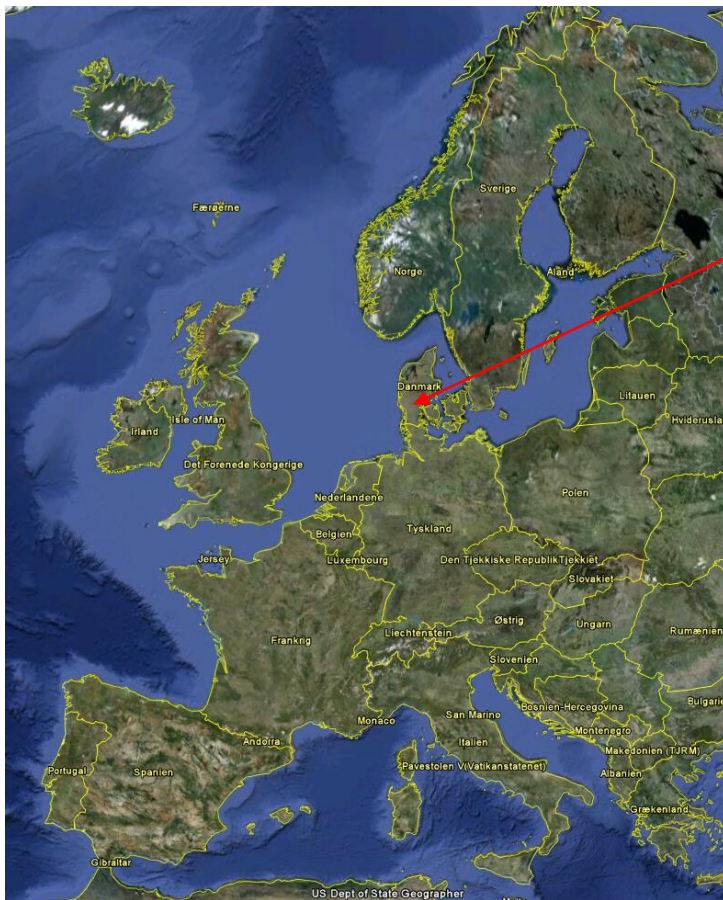 Sverige
Færøerne
Norge
Åland
Danmark
Litauen
Isle of Man
Irland
Hviderusla
Det Forenede Kongerige
Nederlandene
Polen
Belgien
Tyskland
Jersey
Luxembourg
Den Tjekkiske RepublikTjekkiet
Slovakiet
Østrig
Ungarn
Liechtenstein
Rumænien
Frankrig
Slovenien
Bulgarie
Bosnien-Hercegovina
San Marino
Monaco
Montenegro
Andorra
Italien
Makedonien (TJRM)
Pavestolen V(Vatikanstatenet)
Portugal
Spanien
Albanien
Grækenland
Gibraltar
US Dept of State Geographer